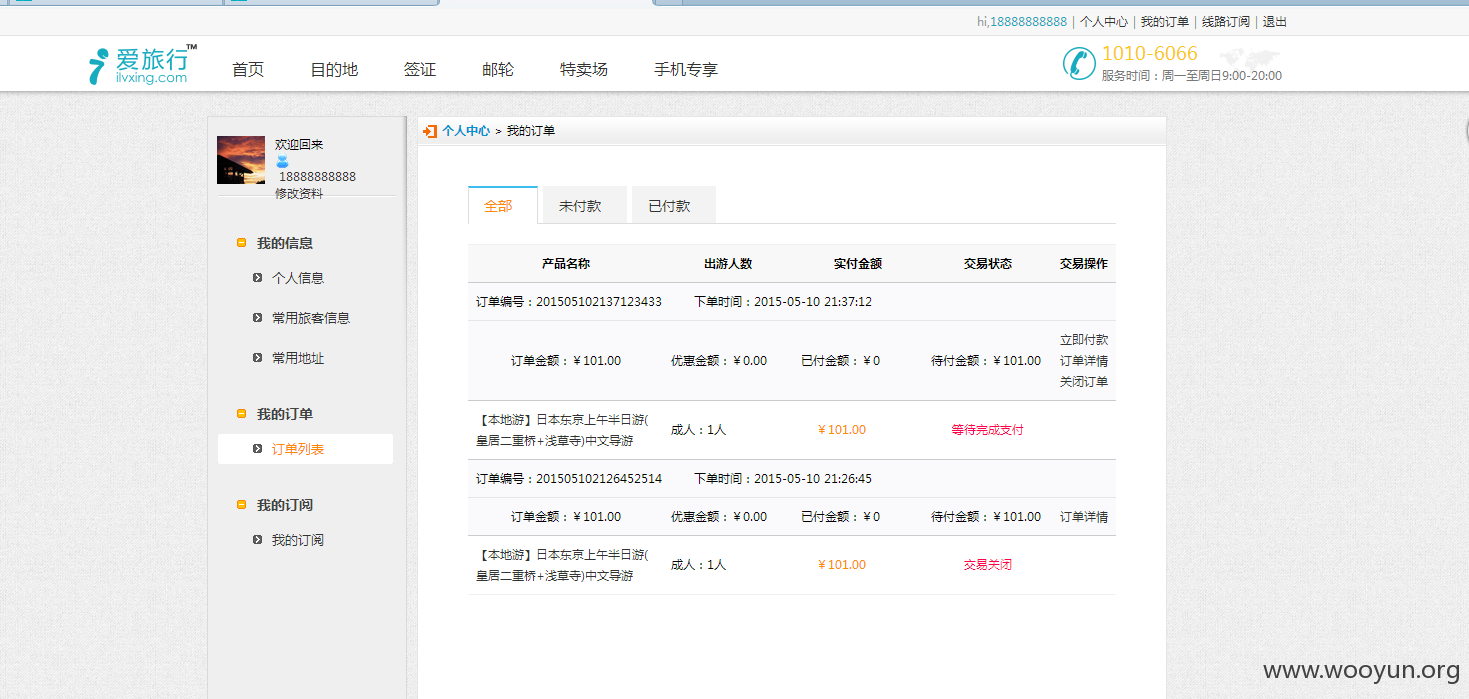 hi,18888888888 | 个人中心 | 我的订单 | 线路订阅 | 退出
爱旅行™
ilvxing.com
首页 目的地 签证 邮轮 特卖场 手机专享
1010-6066
服务时间：周一至周日9:00-20:00
欢迎回来
18888888888
修改资料
我的信息
个人信息
常用旅客信息
常用地址
我的订单
订单列表
我的订阅
我的订阅
个人中心 > 我的订单
全部 未付款 已付款
产品名称 出游人数 实付金额 交易状态 交易操作
订单编号：201505102137123433 下单时间：2015-05-10 21:37:12
订单金额：￥101.00 优惠金额：￥0.00 已付金额：￥0 待付金额：￥101.00 立即付款
订单详情
关闭订单
【本地游】日本东京上午半日游(
皇居二重桥+浅草寺)中文导游 成人：1人 ￥101.00 等待完成支付
订单编号：201505102126452514 下单时间：2015-05-10 21:26:45
订单金额：￥101.00 优惠金额：￥0.00 已付金额：￥0 待付金额：￥101.00 订单详情
【本地游】日本东京上午半日游(
皇居二重桥+浅草寺)中文导游 成人：1人 ￥101.00 交易关闭
www.wooyun.org